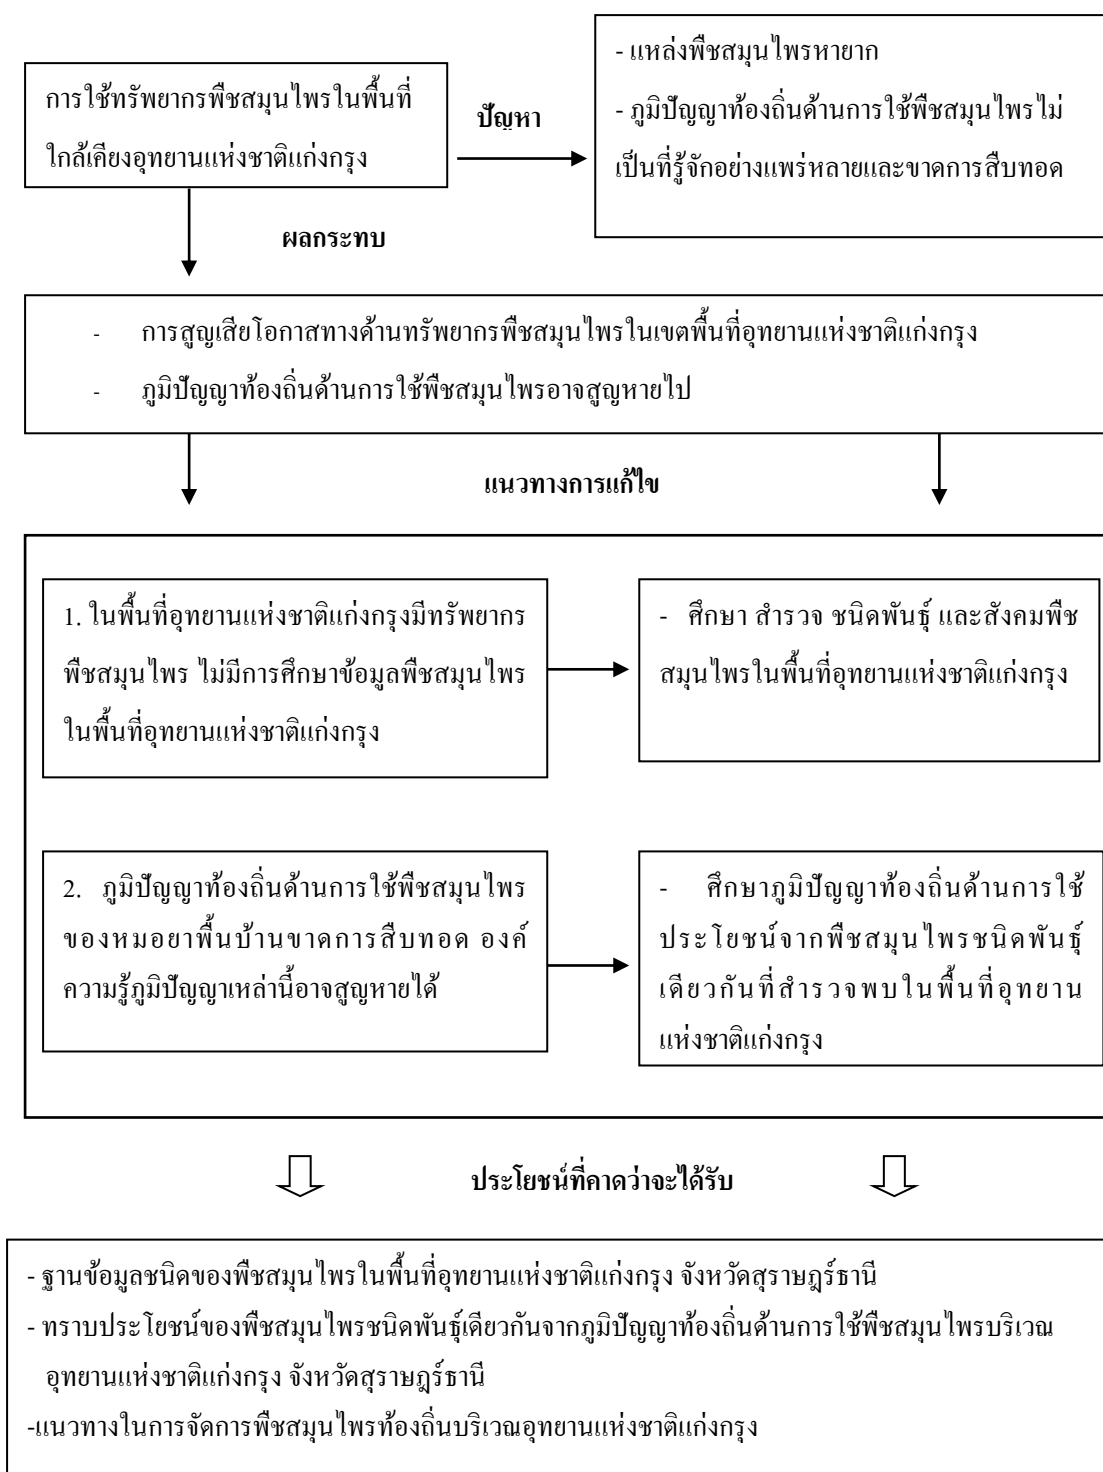 การใช้ทรัพยากรพืชสมุนไพรในพื้นที่
ใกล้เคียงอุทยานแห่งชาติแก่งกรุง
ปัญหา
- แหล่งพืชสมุนไพรหายาก
- ภูมิปัญญาท้องถิ่นด้านการใช้พืชสมุนไพรไม่
เป็นที่รู้จักอย่างแพร่หลายและขาดการสืบทอด
ผลกระทบ
- การสูญเสียโอกาสทางด้านทรัพยากรพืชสมุนไพรในเขตพื้นที่อุทยานแห่งชาติแก่งกรุง
- ภูมิปัญญาท้องถิ่นด้านการใช้พืชสมุนไพรอาจสูญหายไป
แนวทางการแก้ไข
1. ในพื้นที่อุทยานแห่งชาติแก่งกรุงมีทรัพยากร
พืชสมุนไพร ไม่มีการศึกษาข้อมูลพืชสมุนไพร
ในพื้นที่อุทยานแห่งชาติแก่งกรุง
- ศึกษา สำรวจ ชนิดพันธุ์ และสังคมพืช
สมุนไพรในพื้นที่อุทยานแห่งชาติแก่งกรุง
2. ภูมิปัญญาท้องถิ่นด้านการใช้พืชสมุนไพร
ของหมอยาพื้นบ้านขาดการสืบทอด องค์
ความรู้ภูมิปัญญาเหล่านี้อาจสูญหายได้
- ศึกษาภูมิปัญญาท้องถิ่นด้านการใช้
ประโยชน์จากพืชสมุนไพรชนิดพันธุ์
เดียวกันที่สำรวจพบในพื้นที่อุทยาน
แห่งชาติแก่งกรุง
ประโยชน์ที่คาดว่าจะได้รับ
- ฐานข้อมูลชนิดของพืชสมุนไพรในพื้นที่อุทยานแห่งชาติแก่งกรุง จังหวัดสุราษฎร์ธานี
- ทราบประโยชน์ของพืชสมุนไพรชนิดพันธุ์เดียวกันจากภูมิปัญญาท้องถิ่นด้านการใช้พืชสมุนไพรบริเวณ
อุทยานแห่งชาติแก่งกรุง จังหวัดสุราษฎร์ธานี
-แนวทางในการจัดการพืชสมุนไพรท้องถิ่นบริเวณอุทยานแห่งชาติแก่งกรุง